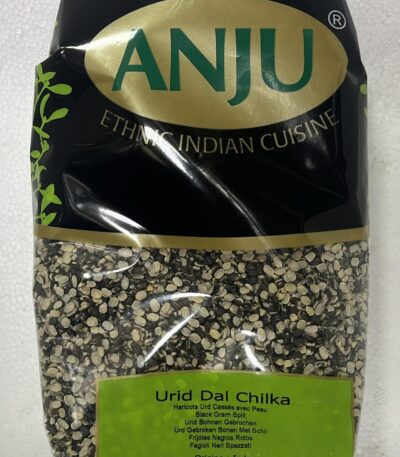 ANJU®
ETHNIC INDIAN CUISINE
Urid Dal Chilka
Haricots Urd Cassés avec Peau
Black Gram Split
Urid Bohnen Gebrochen
Urd Gebroken Bonen Met Schil
Frijoles Negros Rotos
Fagioli Neri Spazzati